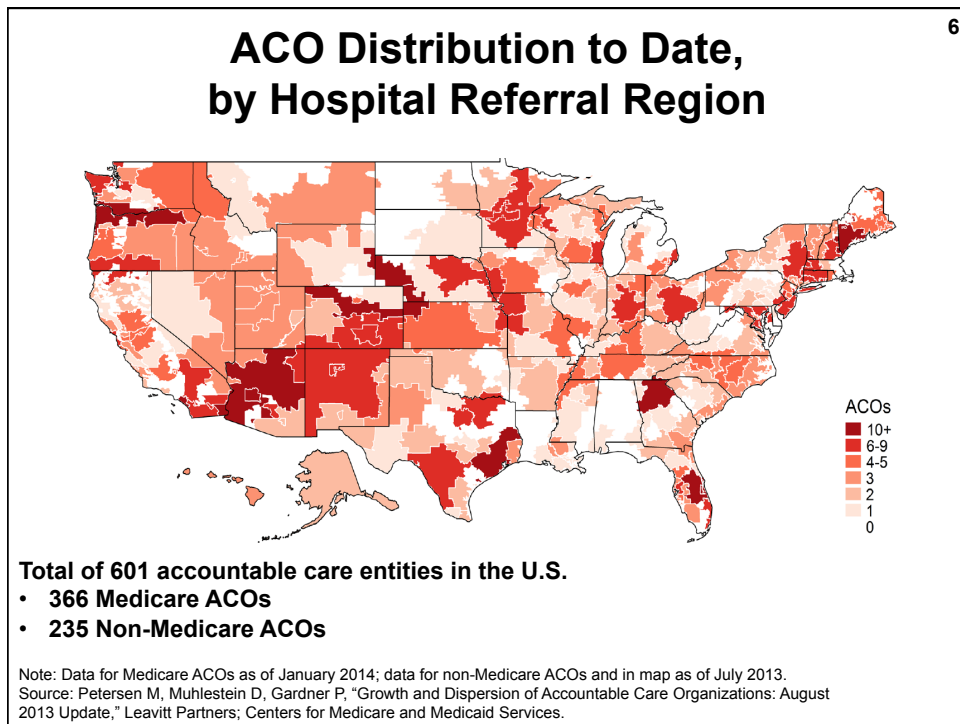 6
ACO Distribution to Date,
by Hospital Referral Region
ACOs
10+
6-9
4-5
3
2
1
0
Total of 601 accountable care entities in the U.S.
• 366 Medicare ACOs
• 235 Non-Medicare ACOs
Note: Data for Medicare ACOs as of January 2014; data for non-Medicare ACOs and in map as of July 2013.
Source: Petersen M, Muhlestein D, Gardner P, “Growth and Dispersion of Accountable Care Organizations: August
2013 Update,” Leavitt Partners; Centers for Medicare and Medicaid Services.